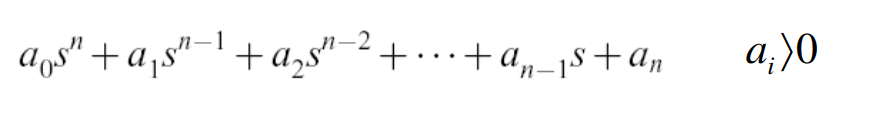 a₀sⁿ + a₁sⁿ⁻¹ + a₂sⁿ⁻² + ⋯ + aₙ₋₁s + aₙ aᵢ⟩0